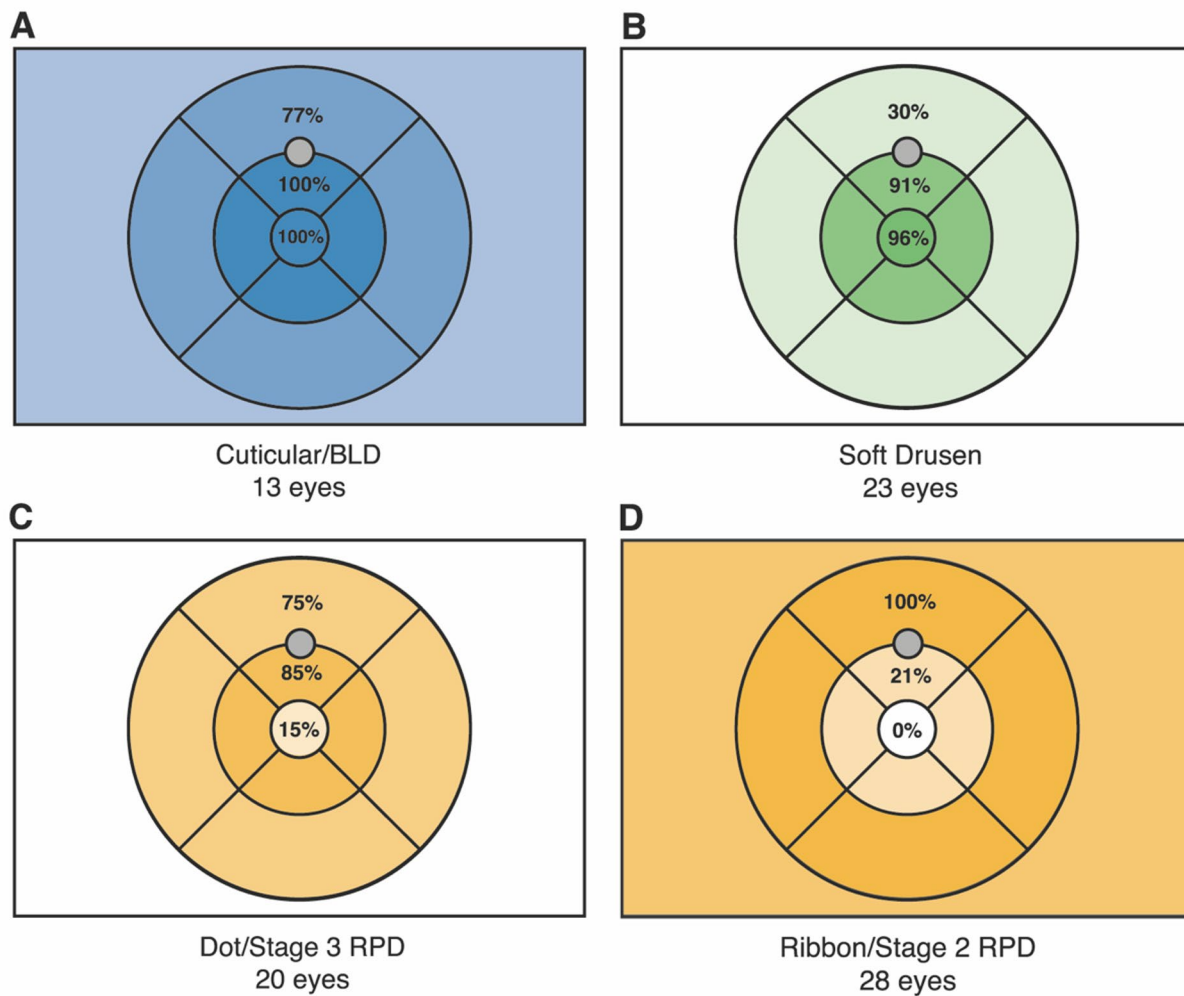 A
77%
100%
100%
Cuticular/BLD
13 eyes
B
30%
91%
96%
Soft Drusen
23 eyes
C
75%
85%
15%
Dot/Stage 3 RPD
20 eyes
D
100%
21%
0%
Ribbon/Stage 2 RPD
28 eyes